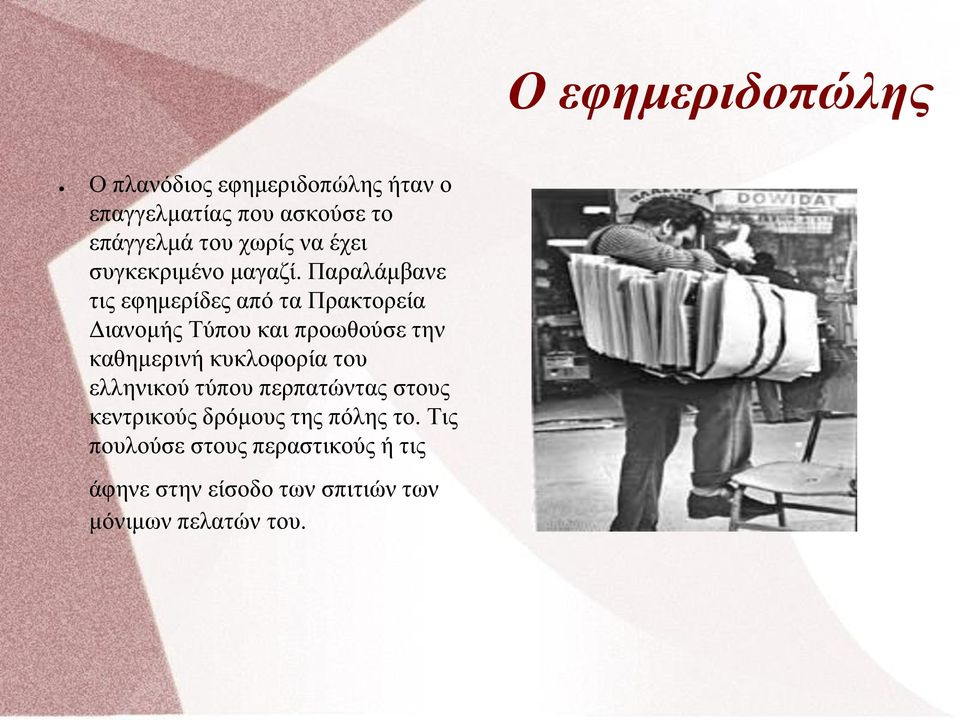 Ο εφημεριδοπώλης
● Ο πλανόδιος εφημεριδοπώλης ήταν ο
επαγγελματίας που ασκούσε το
επάγγελμά του χωρίς να έχει
συγκεκριμένο μαγαζί. Παραλάμβανε
τις εφημερίδες από τα Πρακτορεία
Διανομής Τύπου και προωθούσε την
καθημερινή κυκλοφορία του
ελληνικού τύπου περπατώντας στους
κεντρικούς δρόμους της πόλης το. Τις
πουλούσε στους περαστικούς ή τις
άφηνε στην είσοδο των σπιτιών των
μόνιμων πελατών του.
DOWIDAT